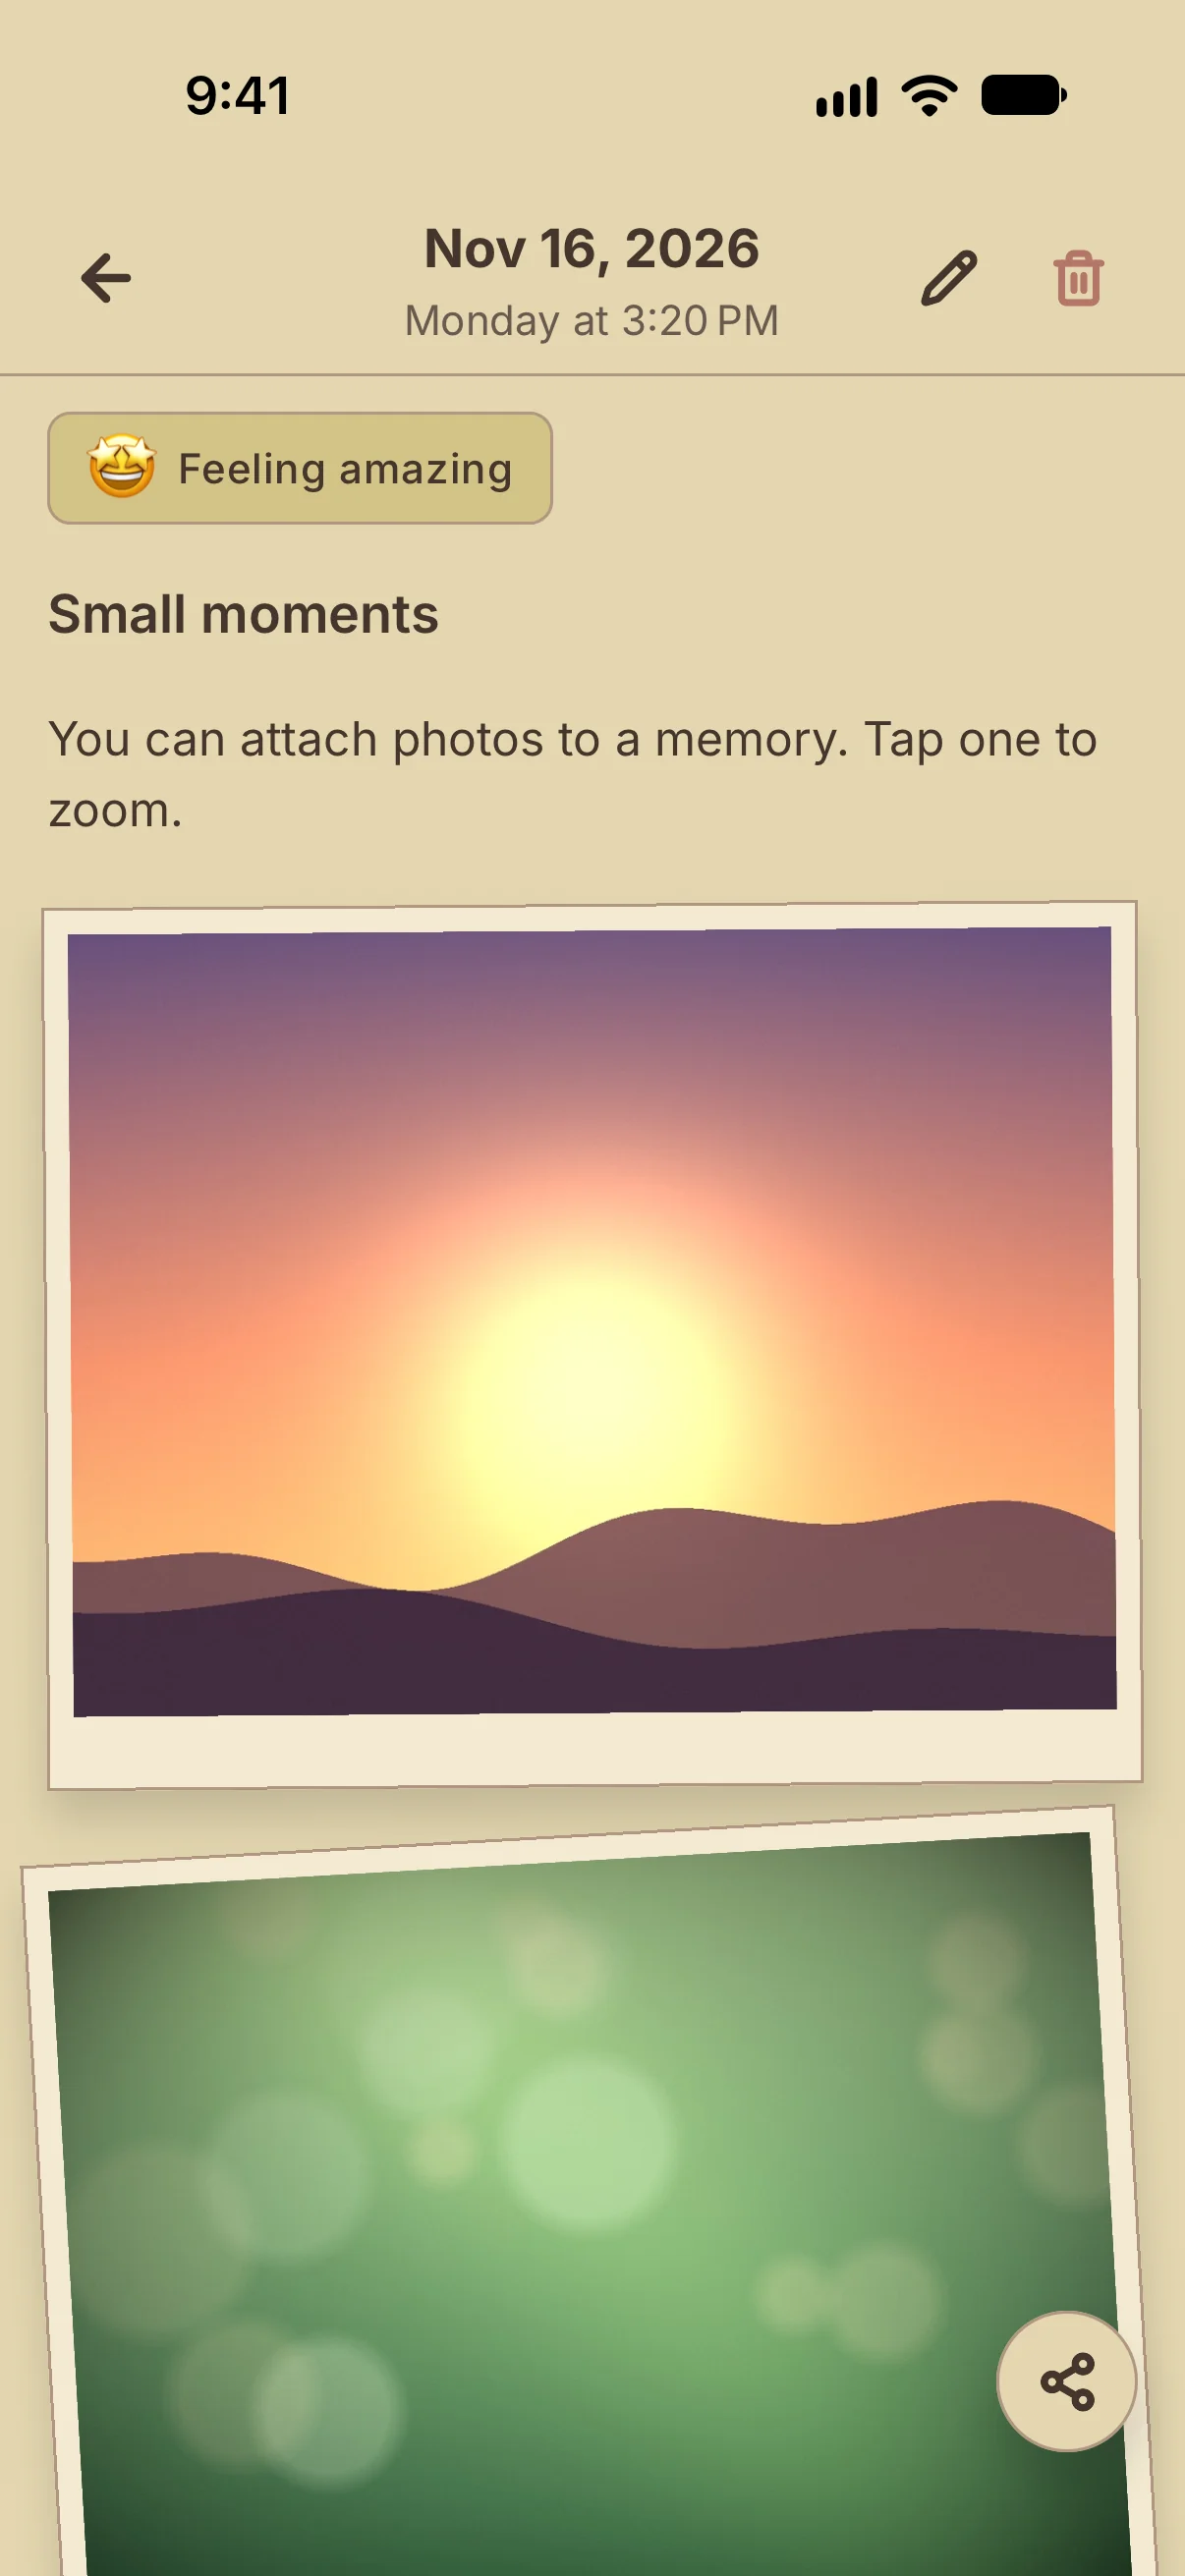 9:41
Nov 16, 2026
Monday at 3:20 PM
🤩 Feeling amazing
Small moments
You can attach photos to a memory. Tap one to
zoom.